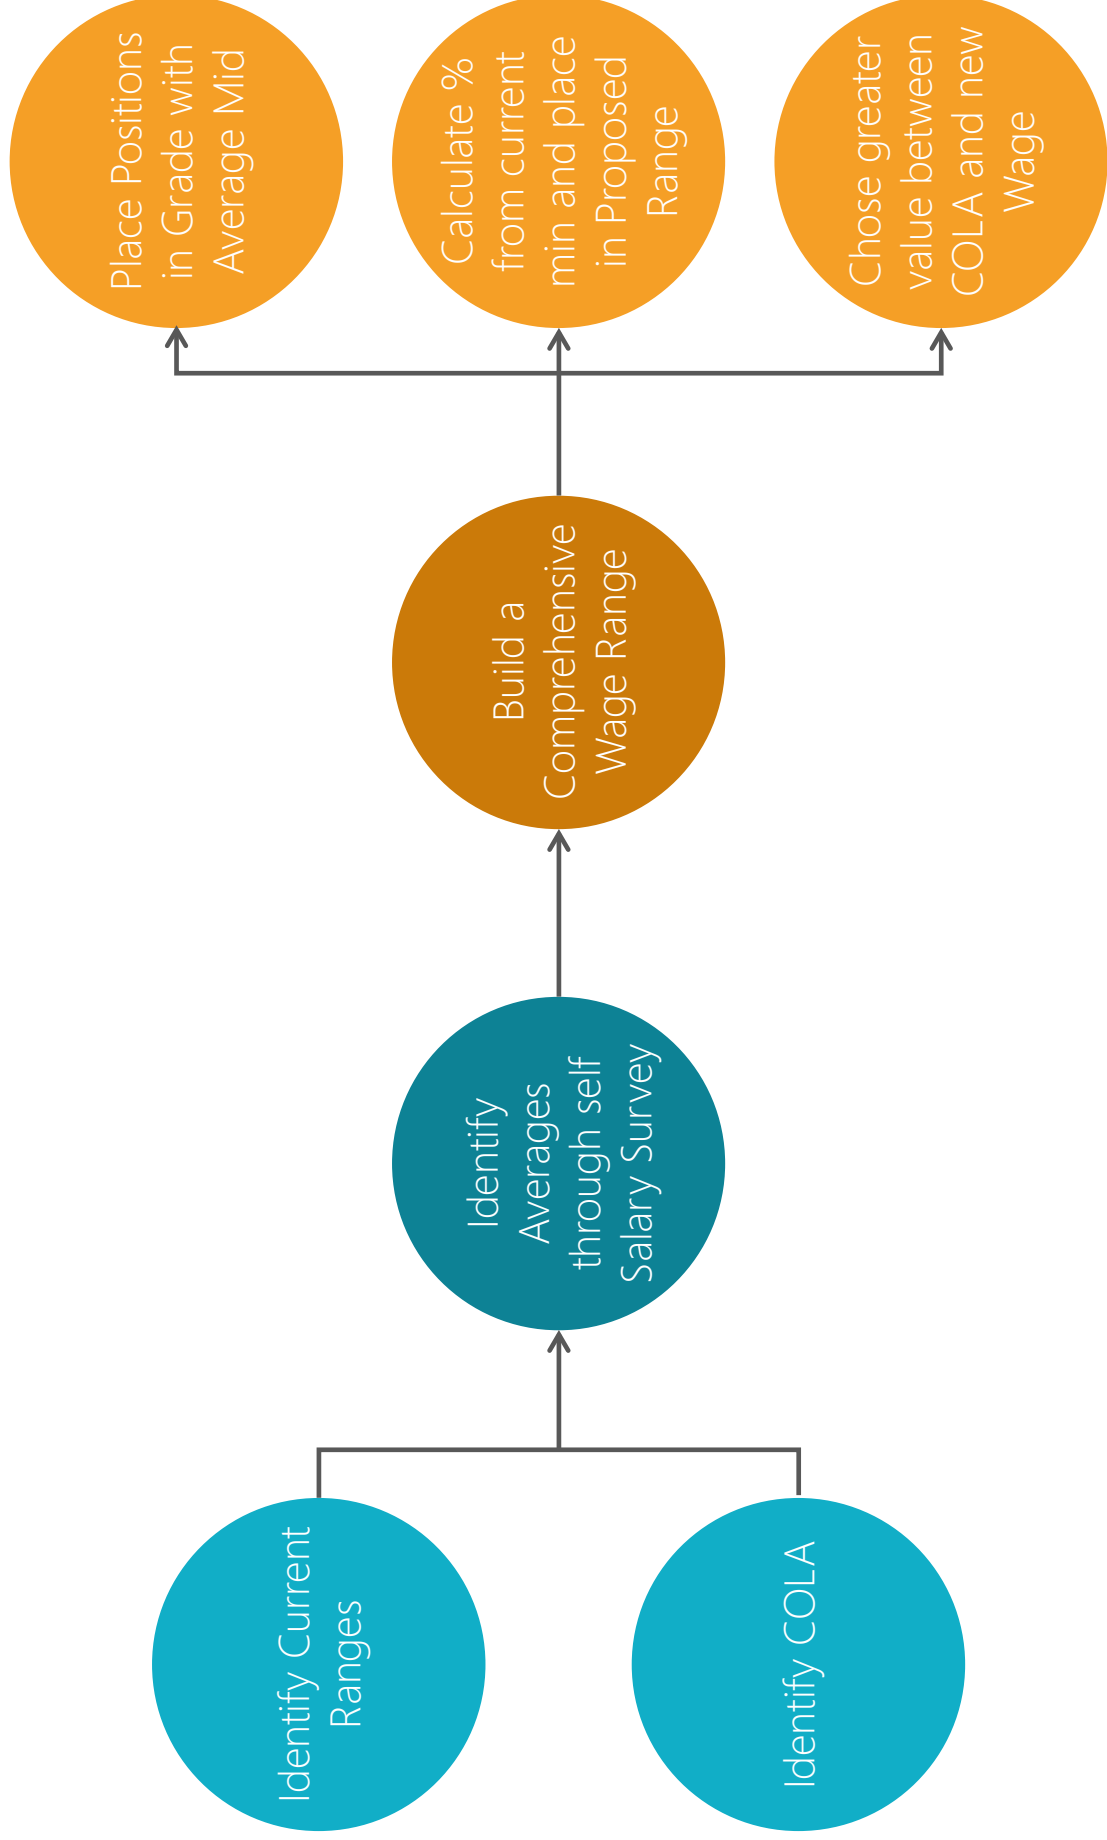 Identify Current
Ranges
Identify COLA
Identify
Averages
through self
Salary Survey
Build a
Comprehensive
Wage Range
Place Positions
in Grade with
Average Mid
Calculate %
from current
min and place
in Proposed
Range
Chose greater
value between
COLA and new
Wage